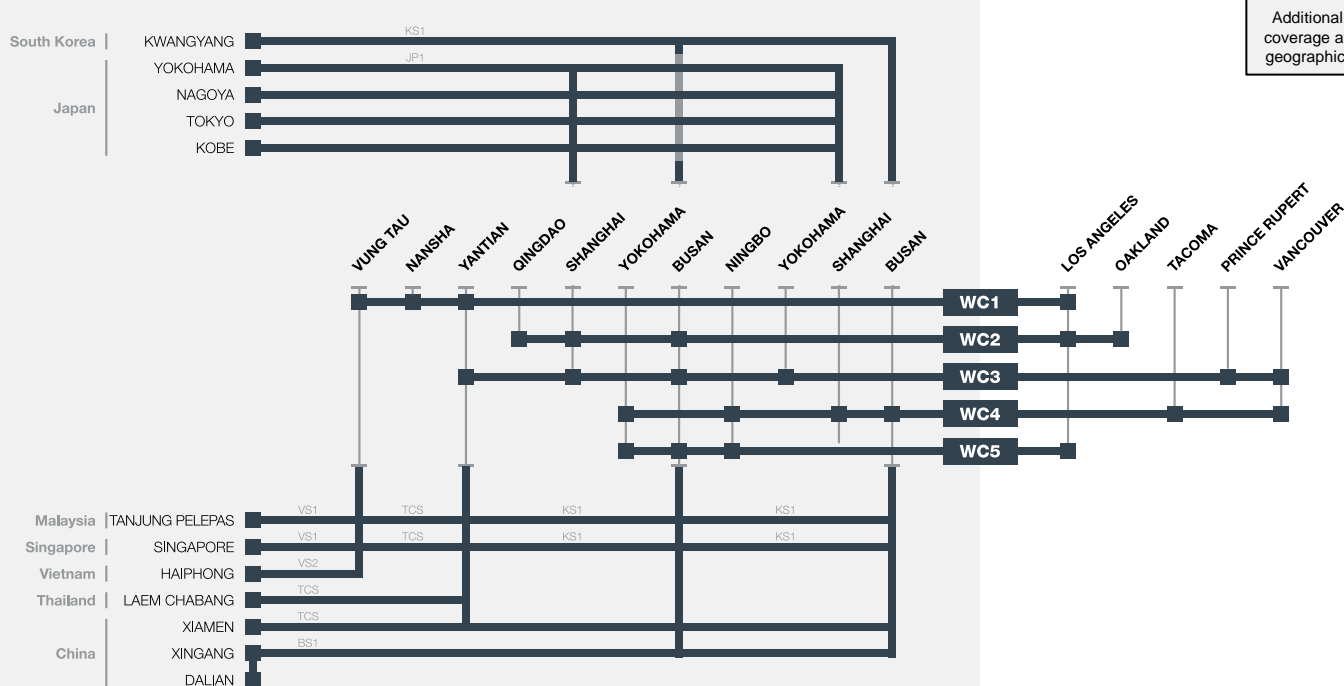 Additional
coverage a
geographic
South Korea
KWANGYANG
KS1
YOKOHAMA
JP1
Japan
NAGOYA
TOKYO
KOBE
VUNG TAU
NANSHA
YANTIAN
QINGDAO
SHANGHAI
YOKOHAMA
BUSAN
NINGBO
YOKOHAMA
SHANGHAI
BUSAN
LOS ANGELES
OAKLAND
TACOMA
PRINCE RUPERT
VANCOUVER
WC1
WC2
WC3
WC4
WC5
Malaysia
TANJUNG PELEPAS
VS1 TCS KS1 KS1
Singapore
SINGAPORE
VS1 TCS KS1 KS1
Vietnam
HAIPHONG
VS2
Thailand
LAEM CHABANG
TCS
XIAMEN
TCS
China
XINGANG
BS1
DALIAN